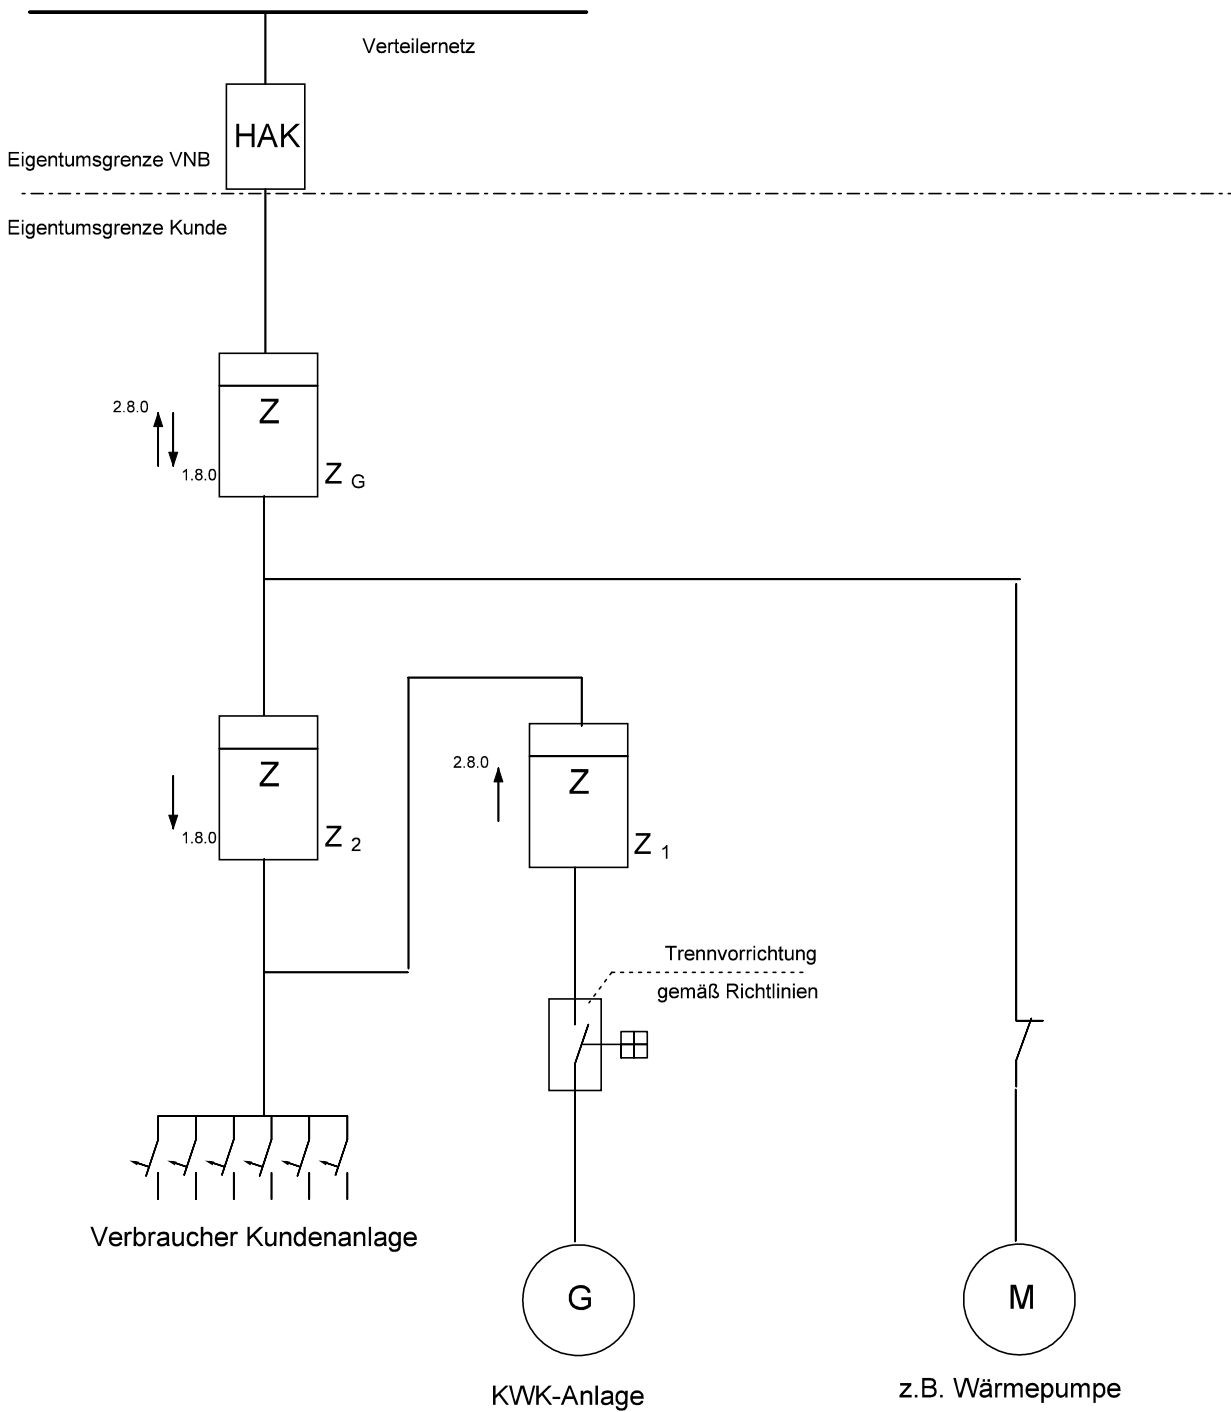 Verteilernetz
HAK
Eigentumsgrenze VNB
Eigentumsgrenze Kunde
2.8.0
Z
1.8.0
Z G
Z
1.8.0
Z 2
2.8.0
Z
Z 1
Trennvorrichtung
gemäß Richtlinien
Verbraucher Kundenanlage
G
M
KWK-Anlage
z.B. Wärmepumpe